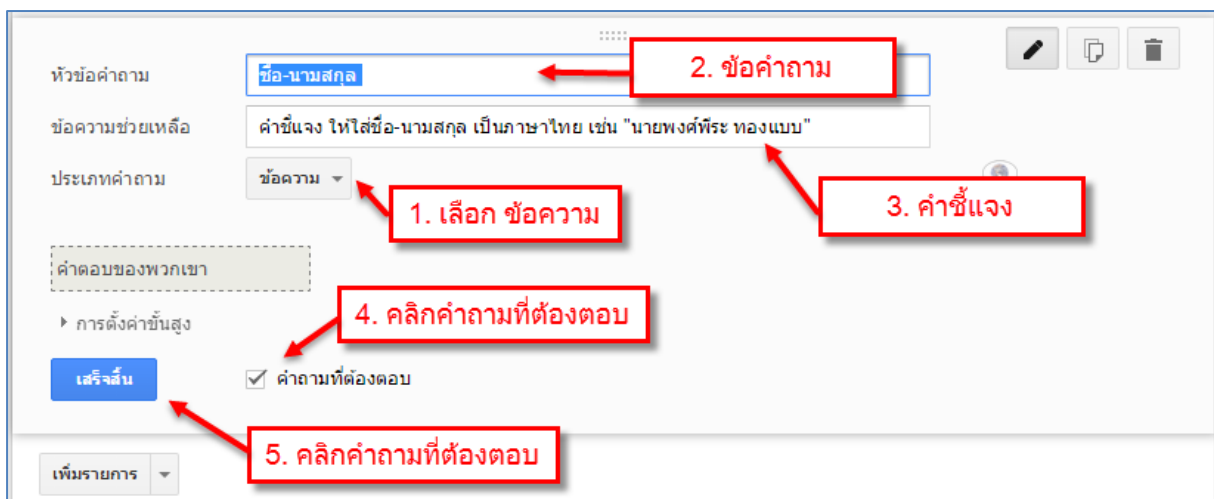 หัวข้อคำถาม
ชื่อ-นามสกุล
2. ข้อคำถาม
ข้อความช่วยเหลือ
คำชี้แจง ให้ใส่ชื่อ-นามสกุล เป็นภาษาไทย เช่น "นายพงศ์พีระ ทองแบบ"
ประเภทคำถาม
ข้อความ
1. เลือก ข้อความ
3. คำชี้แจง
คำตอบของพวกเขา
4. คลิกคำถามที่ต้องตอบ
การตั้งค่าขั้นสูง
เสร็จสิ้น
คำถามที่ต้องตอบ
5. คลิกคำถามที่ต้องตอบ
เพิ่มรายการ